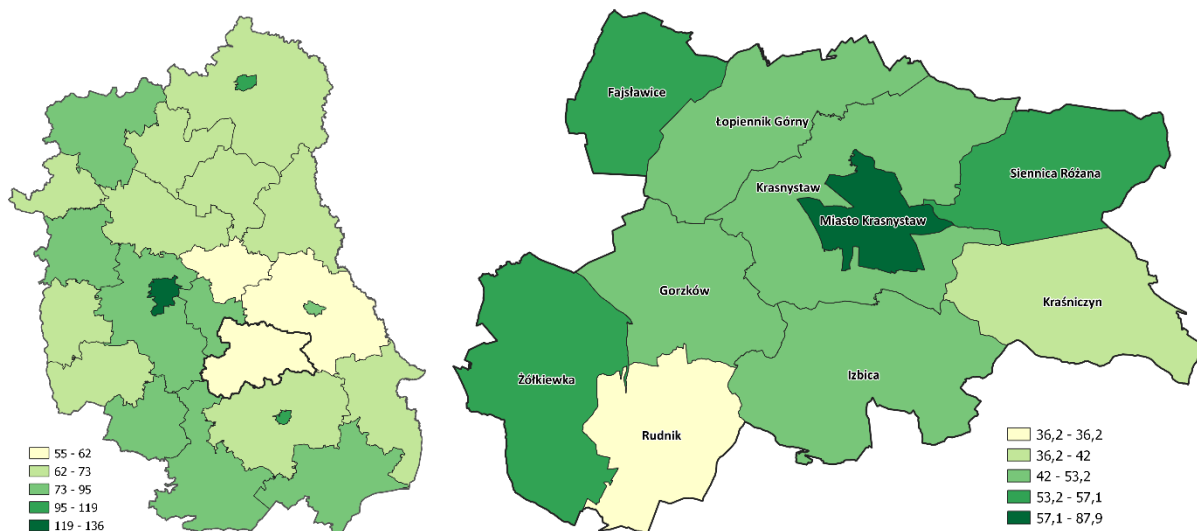 Fajsławice
Łopiennik Górny
Siennica Różana
Krasnystaw
Miasto Krasnystaw
Gorzków
Kraśniczyn
Żółkiewka
Izbica
Rudnik
55 - 62
62 - 73
73 - 95
95 - 119
119 - 136
36,2 - 36,2
36,2 - 42
42 - 53,2
53,2 - 57,1
57,1 - 87,9